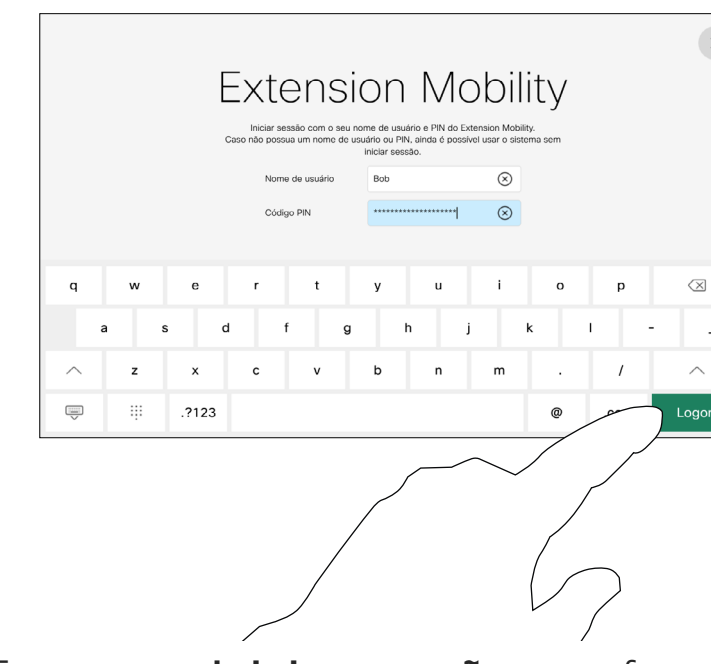 Extension Mobility
Iniciar sessão com o seu nome de usuário e PIN do Extension Mobility.
Caso não possua um nome de usuário ou PIN, ainda é possível usar o sistema sem
iniciar sessão.
Nome de usuário Bob
Código PIN ********************
q w e r t y u i o p
a s d f g h j k l -
z x c v b n m . /
.?123 @